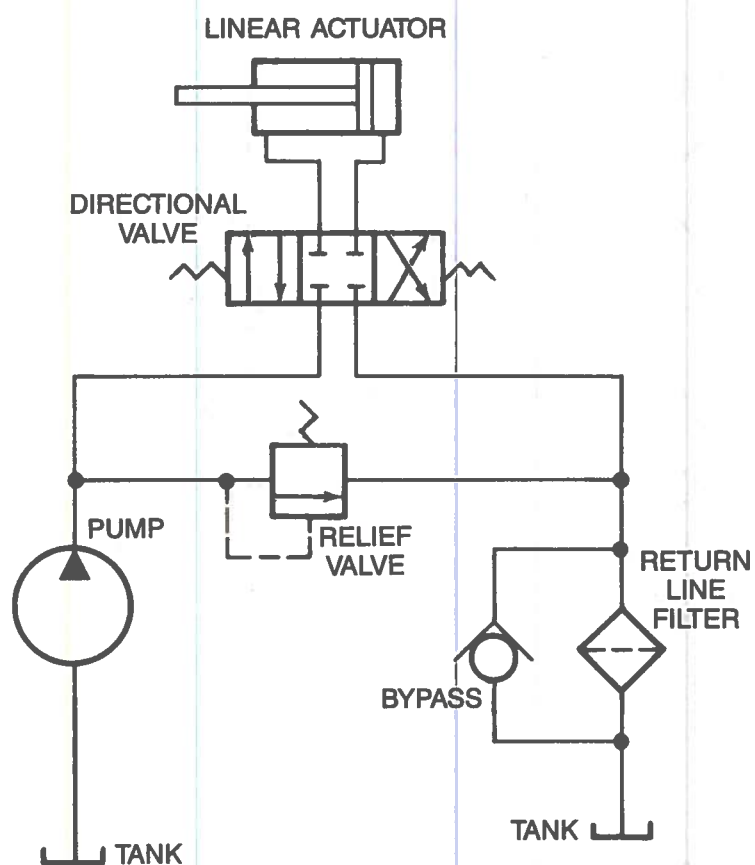 LINEAR ACTUATOR
DIRECTIONAL
VALVE
PUMP
RELIEF
VALVE
RETURN
LINE
FILTER
BYPASS
TANK
TANK